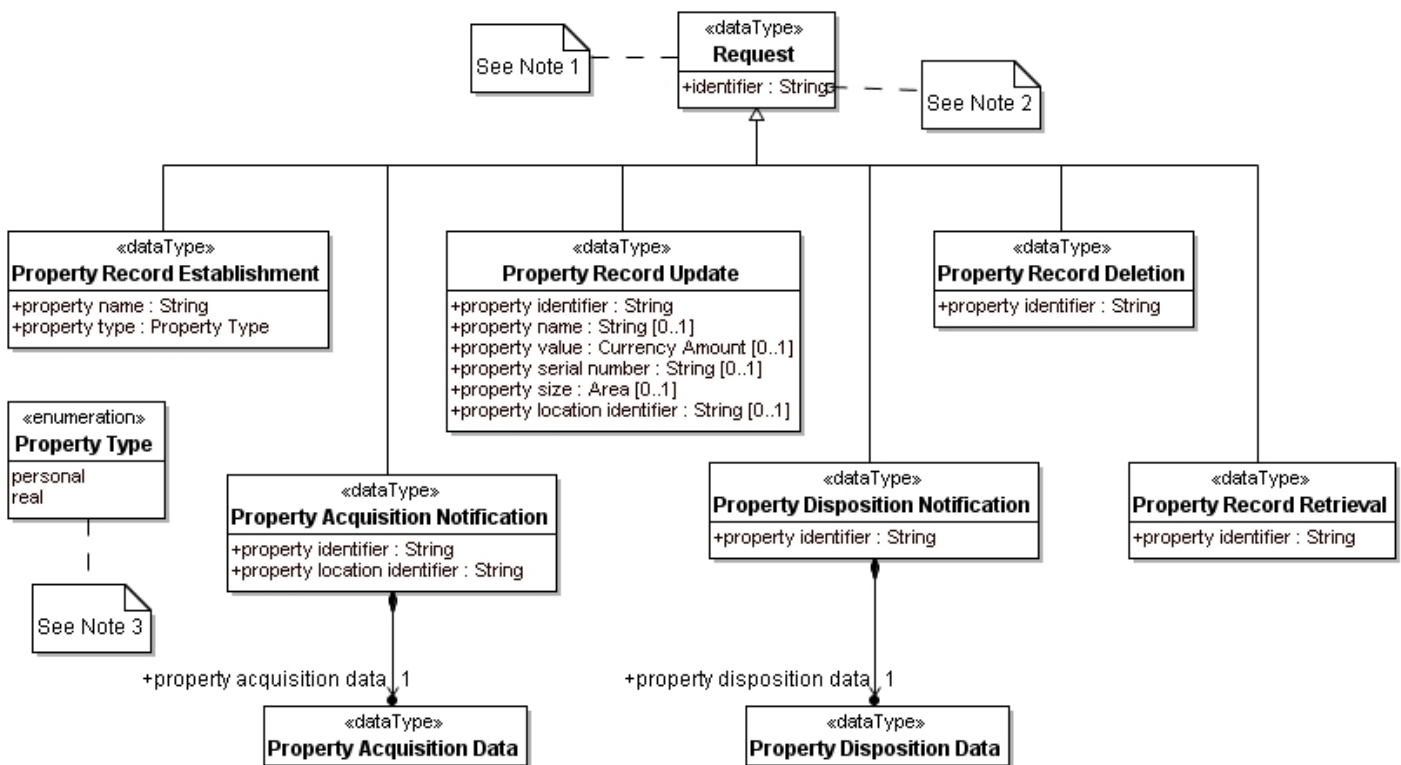 «dataType»
Request
+identifier : String
See Note 1
See Note 2
«dataType»
Property Record Establishment
+property name : String
+property type : Property Type
«dataType»
Property Record Update
+property identifier : String
+property name : String [0..1]
+property value : Currency Amount [0..1]
+property serial number : String [0..1]
+property size : Area [0..1]
+property location identifier : String [0..1]
«dataType»
Property Record Deletion
+property identifier : String
«enumeration»
Property Type
personal
real
See Note 3
«dataType»
Property Acquisition Notification
+property identifier : String
+property location identifier : String
«dataType»
Property Disposition Notification
+property identifier : String
«dataType»
Property Record Retrieval
+property identifier : String
+property acquisition data 1
+property disposition data 1
«dataType»
Property Acquisition Data
«dataType»
Property Disposition Data